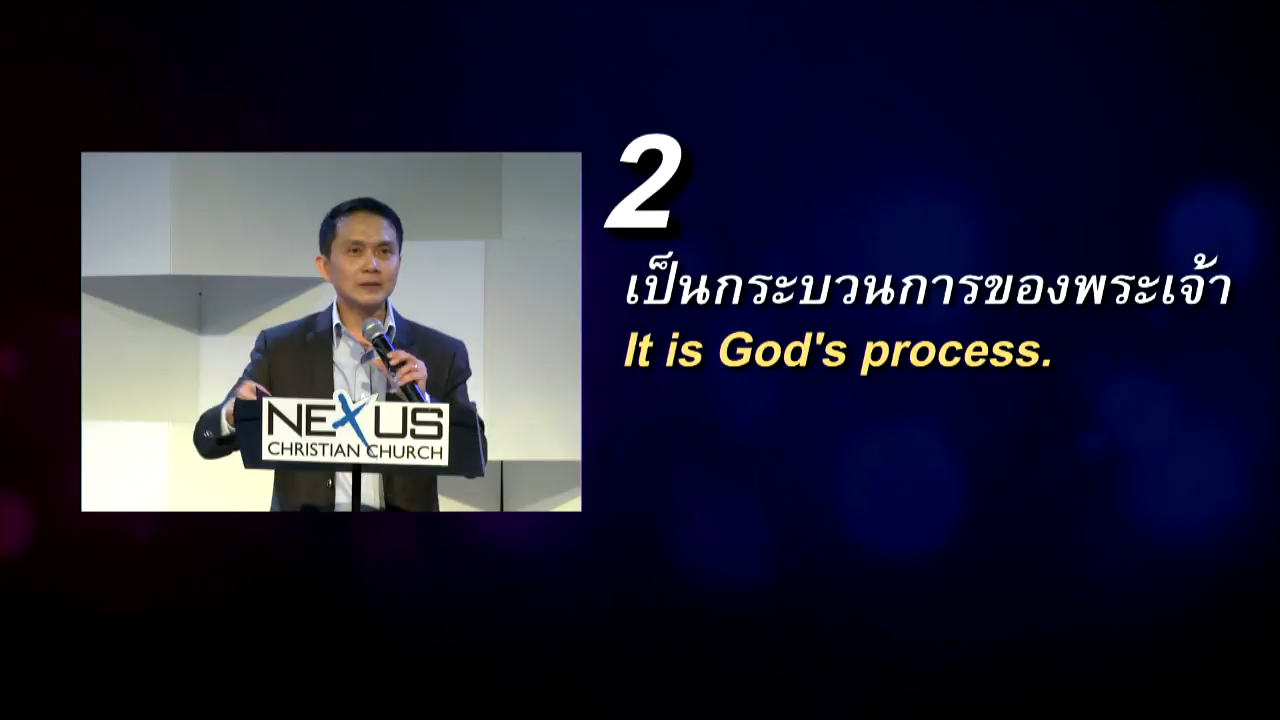 NEXUS
CHRISTIAN CHURCH
2
เป็นกระบวนการของพระเจ้า
It is God's process.